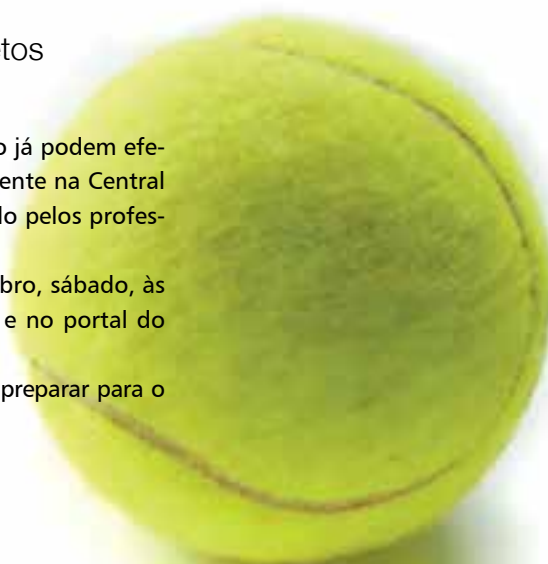 tos
já podem efe-
ente na Central
lo pelos profes-
bro, sábado, às
e no portal do
preparar para o